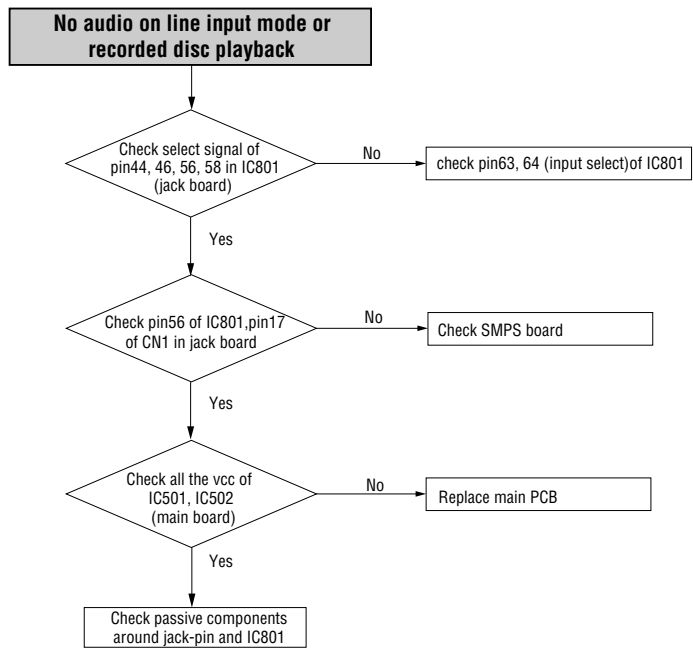 No audio on line input mode or
recorded disc playback
Check select signal of
pin44, 46, 56, 58 in IC801
(jack board)
No
check pin63, 64 (input select)of IC801
Yes
Check pin56 of IC801,pin17
of CN1 in jack board
No
Check SMPS board
Yes
Check all the vcc of
IC501, IC502
(main board)
No
Replace main PCB
Yes
Check passive components
around jack-pin and IC801